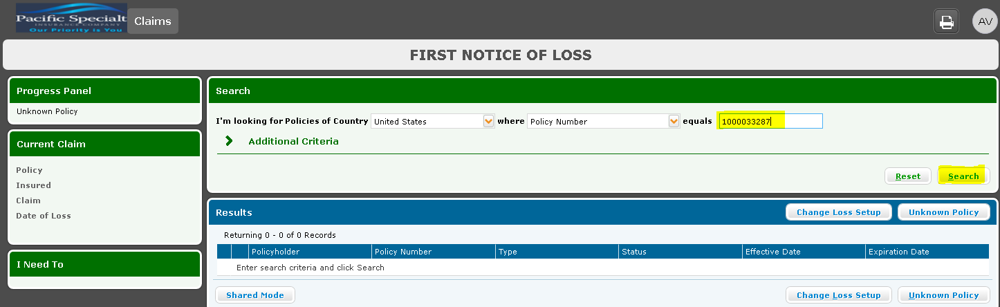 Pacific Specialt
INSURANCE COMPANY
Our Priority is You
Claims
AV
FIRST NOTICE OF LOSS
Progress Panel
Unknown Policy
Current Claim
Policy
Insured
Claim
Date of Loss
I Need To
Search
I'm looking for Policies of Country United States where Policy Number equals 1000033287
Additional Criteria
Reset Search
Results Change Loss Setup Unknown Policy
Returning 0 - 0 of 0 Records
Policyholder Policy Number Type Status Effective Date Expiration Date
Enter search criteria and click Search
Shared Mode Change Loss Setup Unknown Policy